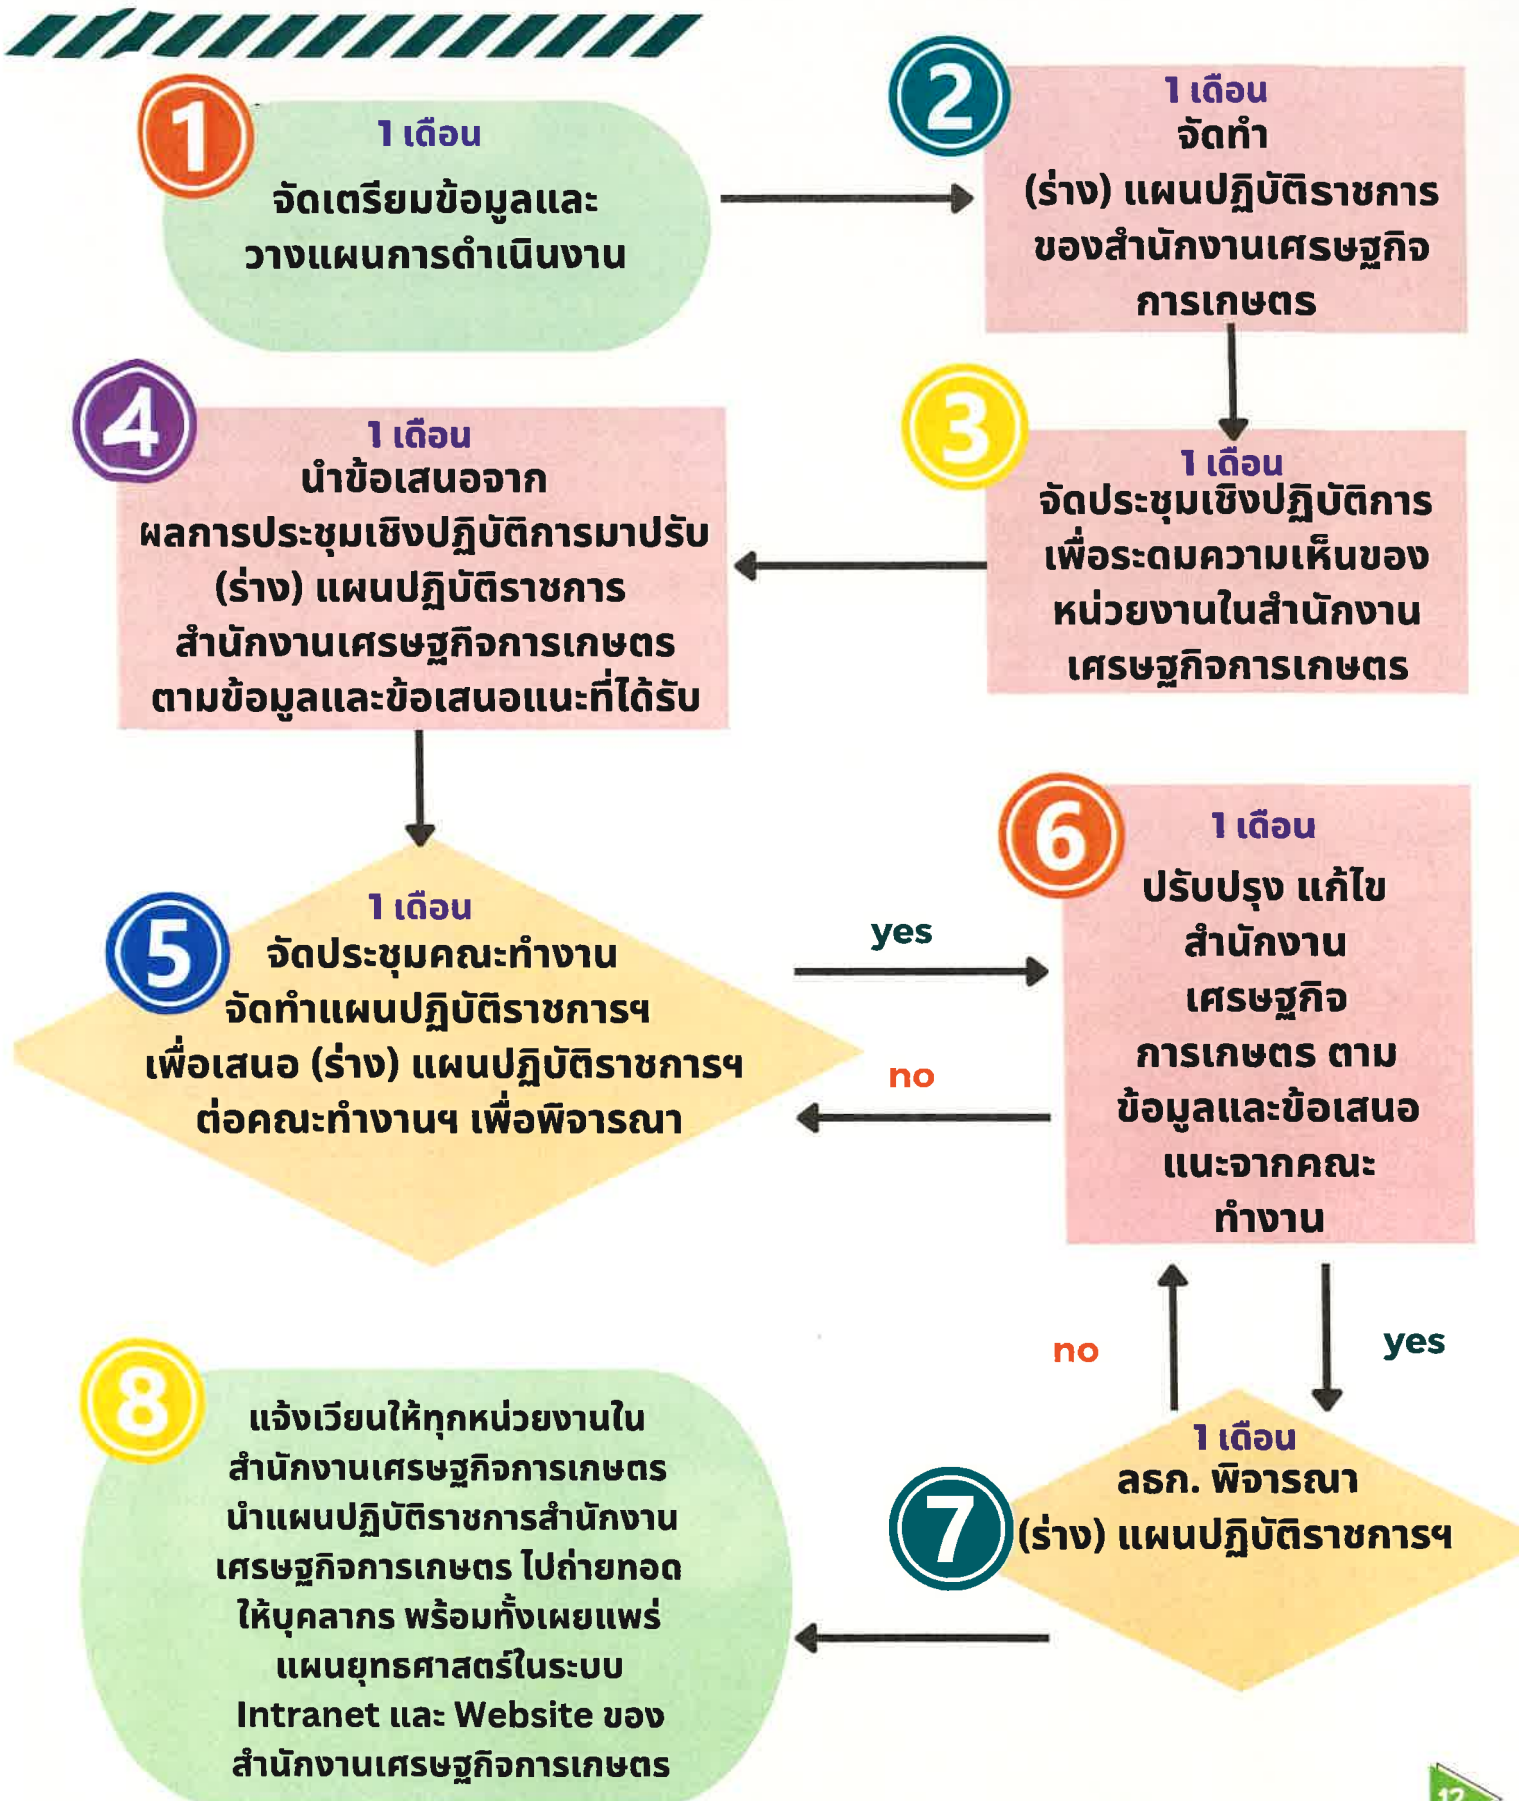 1
1 เดือน
จัดเตรียมข้อมูลและ
วางแผนการดำเนินงาน
2
1 เดือน
จัดทำ
(ร่าง) แผนปฏิบัติราชการ
ของสำนักงานเศรษฐกิจ
การเกษตร
3
1 เดือน
จัดประชุมเชิงปฏิบัติการ
เพื่อระดมความเห็นของ
หน่วยงานในสำนักงาน
เศรษฐกิจการเกษตร
4
1 เดือน
นำข้อเสนอจาก
ผลการประชุมเชิงปฏิบัติการมาปรับ
(ร่าง) แผนปฏิบัติราชการ
สำนักงานเศรษฐกิจการเกษตร
ตามข้อมูลและข้อเสนอแนะที่ได้รับ
5
1 เดือน
จัดประชุมคณะทำงาน
จัดทำแผนปฏิบัติราชการฯ
เพื่อเสนอ (ร่าง) แผนปฏิบัติราชการฯ
ต่อคณะทำงานฯ เพื่อพิจารณา
yes
no
6
1 เดือน
ปรับปรุง แก้ไข
สำนักงาน
เศรษฐกิจ
การเกษตร ตาม
ข้อมูลและข้อเสนอ
แนะจากคณะ
ทำงาน
no
yes
7
1 เดือน
ลธก. พิจารณา
(ร่าง) แผนปฏิบัติราชการฯ
8
แจ้งเวียนให้ทุกหน่วยงานใน
สำนักงานเศรษฐกิจการเกษตร
นำแผนปฏิบัติราชการสำนักงาน
เศรษฐกิจการเกษตร ไปถ่ายทอด
ให้บุคลากร พร้อมทั้งเผยแพร่
แผนยุทธศาสตร์ในระบบ
Intranet และ Website ของ
สำนักงานเศรษฐกิจการเกษตร
12